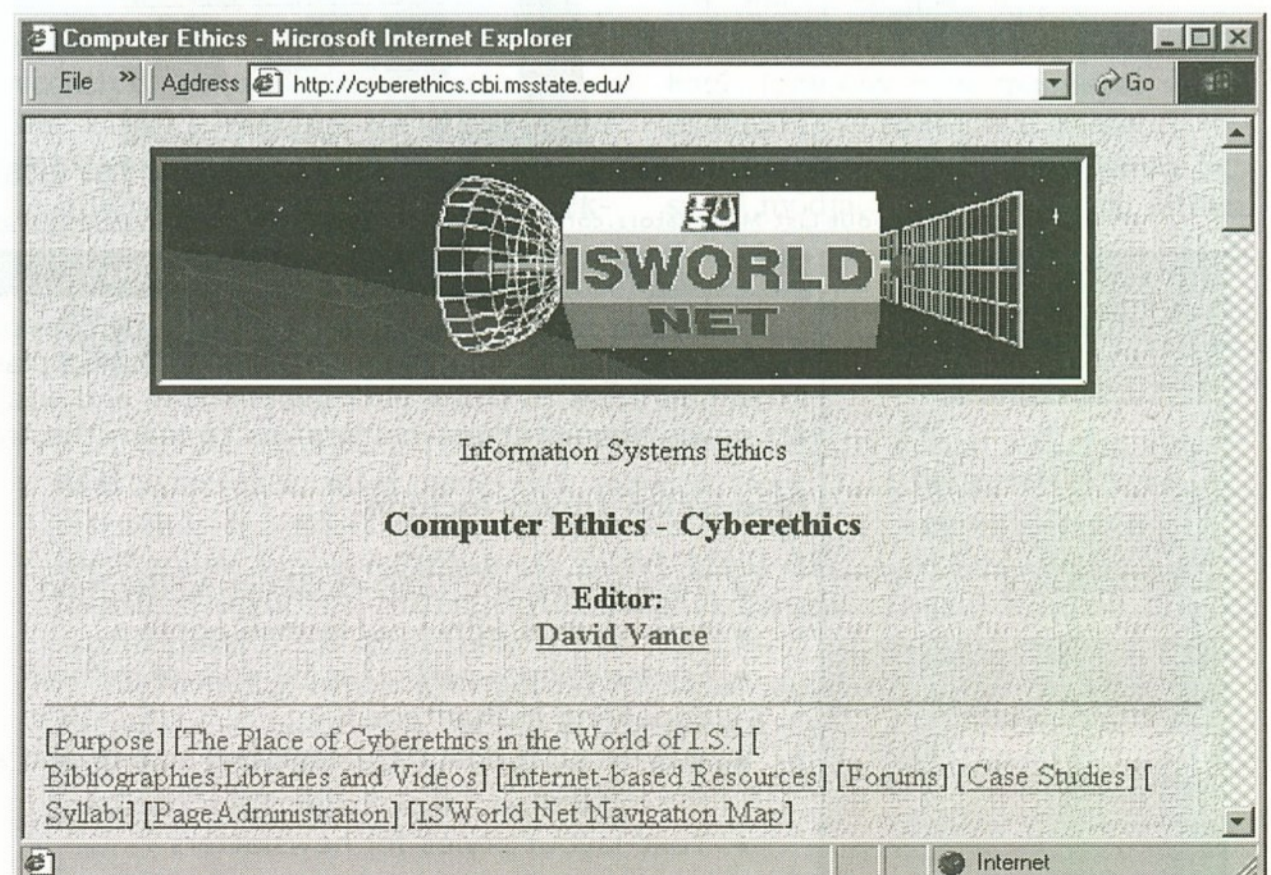 Computer Ethics - Microsoft Internet Explorer
File » Address http://cyberethics.cbi.msstate.edu/ Go
ISWORLD
NET
Information Systems Ethics
Computer Ethics - Cyberethics
Editor:
David Vance
[Purpose] [The Place of Cyberethics in the World of I.S.] [
Bibliographies,Libraries and Videos] [Internet-based Resources] [Forums] [Case Studies] [
Syllabi] [PageAdministration] [ISWorld Net Navigation Map]
Internet